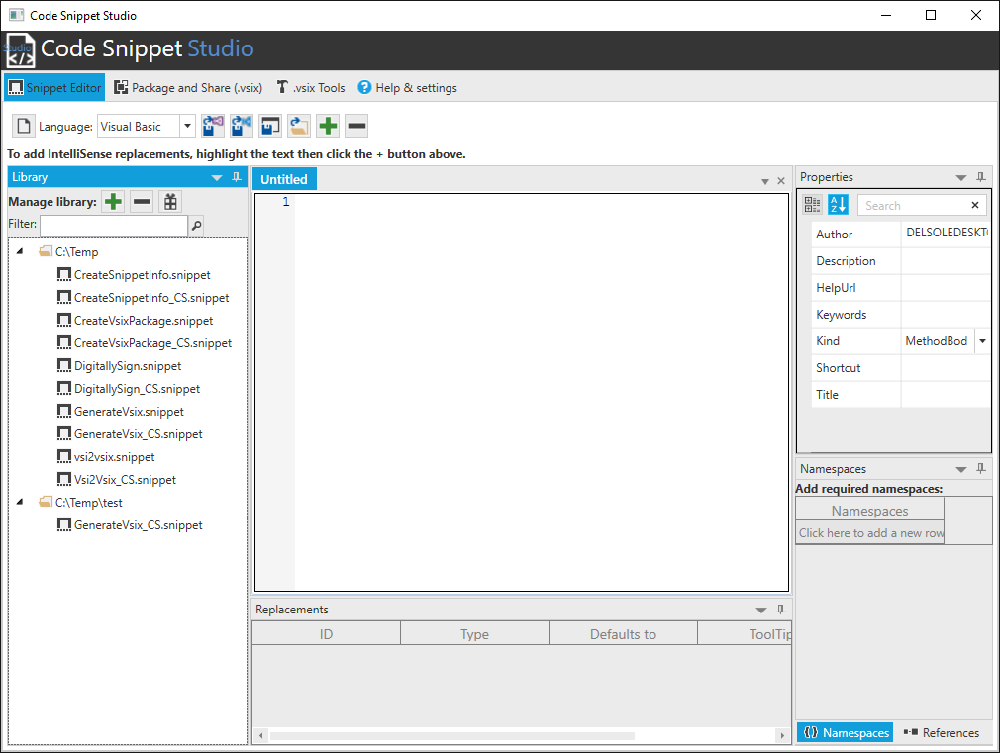 Code Snippet Studio
Studio
Code Snippet Studio
Snippet Editor Package and Share (.vsix) .vsix Tools ? Help & settings
Language: Visual Basic
To add IntelliSense replacements, highlight the text then click the + button above.
Library
Manage library:
Filter:
C:\Temp
CreateSnippetInfo.snippet
CreateSnippetInfo_CS.snippet
CreateVsixPackage.snippet
CreateVsixPackage_CS.snippet
DigitallySign.snippet
DigitallySign_CS.snippet
GenerateVsix.snippet
GenerateVsix_CS.snippet
vsi2vsix.snippet
Vsi2Vsix_CS.snippet
C:\Temp\test
GenerateVsix_CS.snippet
Untitled
1
Replacements
ID Type Defaults to ToolTip
Properties
A Z Search
Author DELSOLEDESKTO
Description
HelpUrl
Keywords
Kind MethodBod
Shortcut
Title
Namespaces
Add required namespaces:
Namespaces
Click here to add a new row
Namespaces References